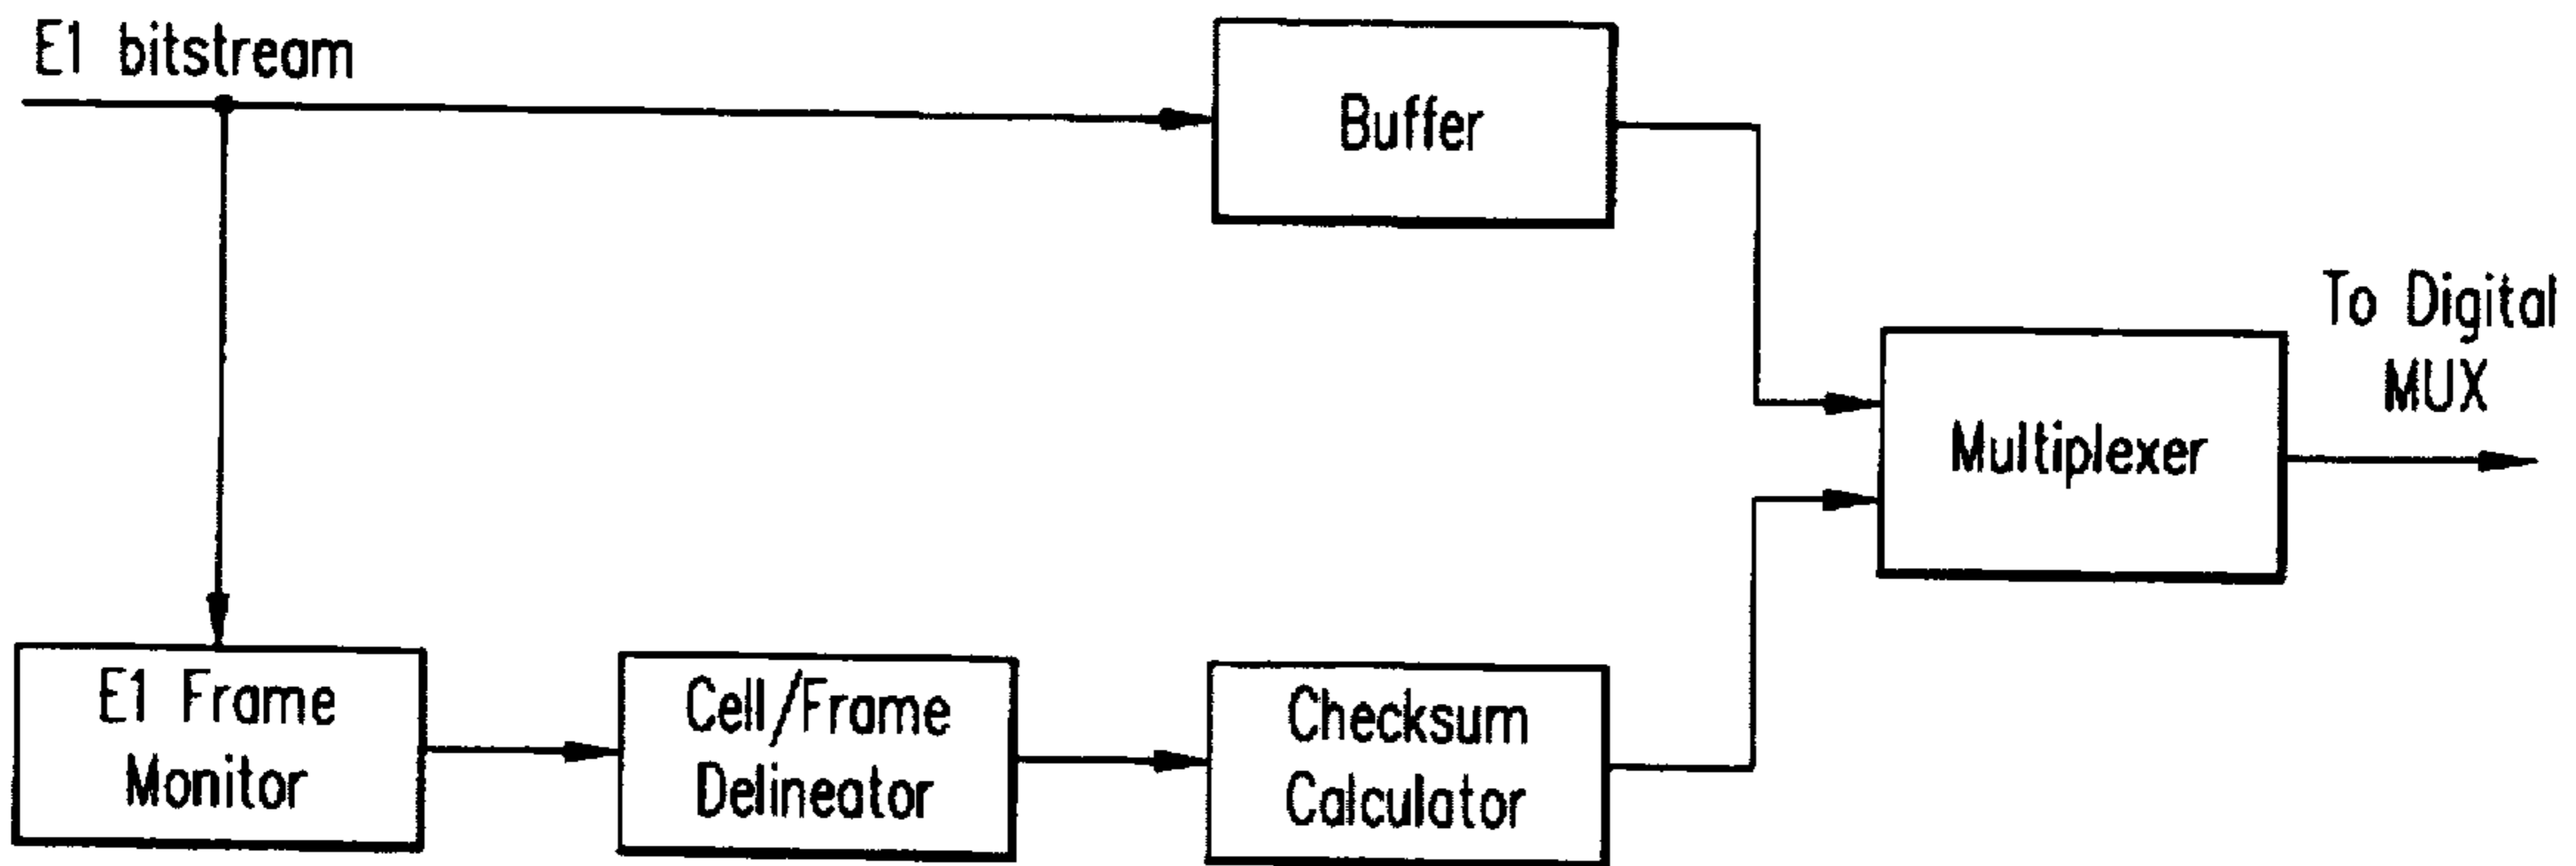 E1 bitstream
Buffer
To Digital
MUX
Multiplexer
E1 Frame
Monitor
Cell/Frame
Delineator
Checksum
Calculator